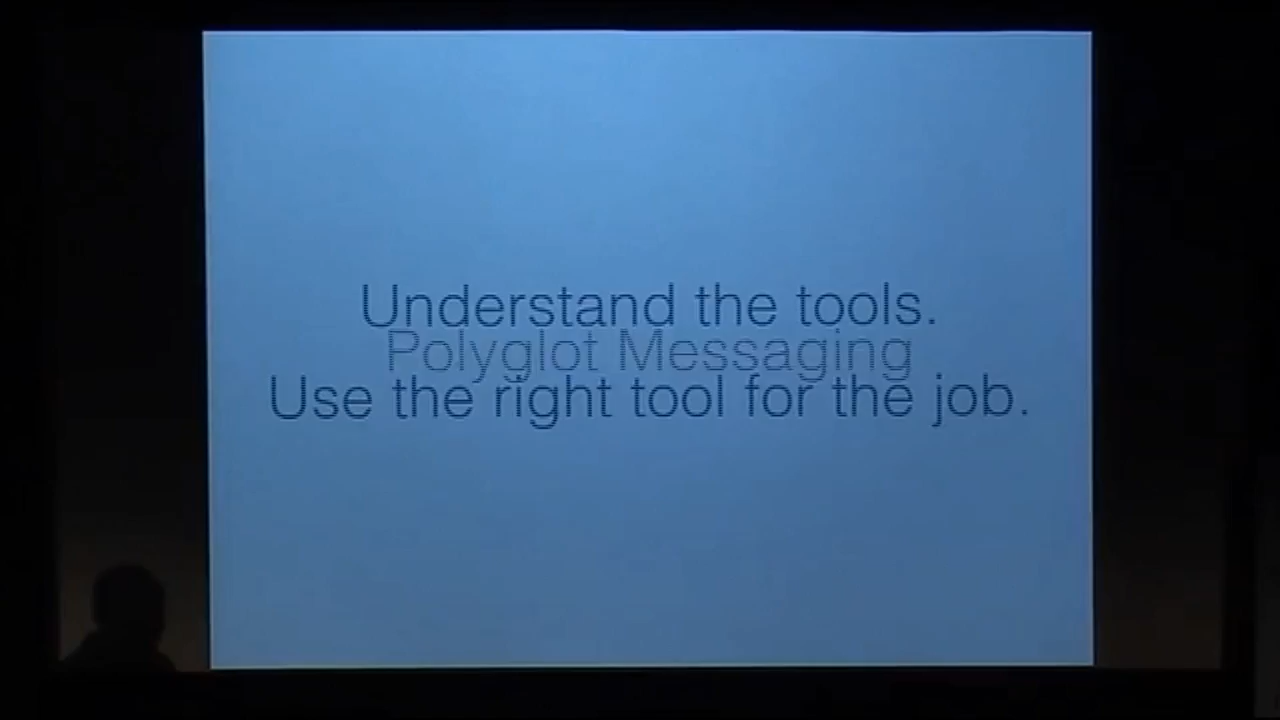 Understand the tools.
Polyglot Messaging
Use the right tool for the job.